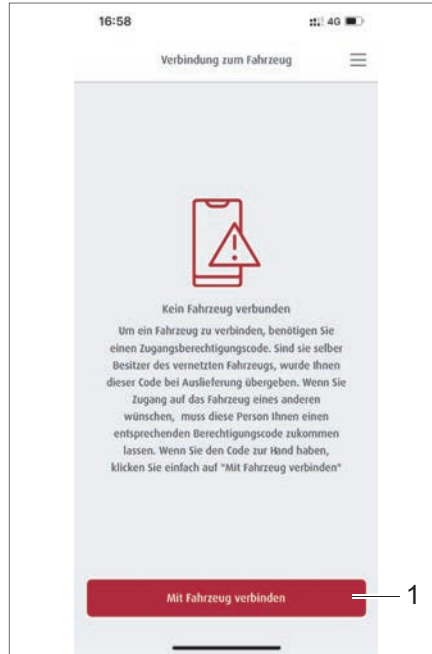 16:58
4G
Verbindung zum Fahrzeug
Kein Fahrzeug verbunden
Um ein Fahrzeug zu verbinden, benötigen Sie
einen Zugangsberechtigungscode. Sind sie selber
Besitzer des vernetzten Fahrzeugs, wurde Ihnen
dieser Code bei Auslieferung übergeben. Wenn Sie
Zugang auf das Fahrzeug eines anderen
wünschen, muss diese Person Ihnen einen
entsprechenden Berechtigungscode zukommen
lassen. Wenn Sie den Code zur Hand haben,
klicken Sie einfach auf "Mit Fahrzeug verbinden"
Mit Fahrzeug verbinden
1